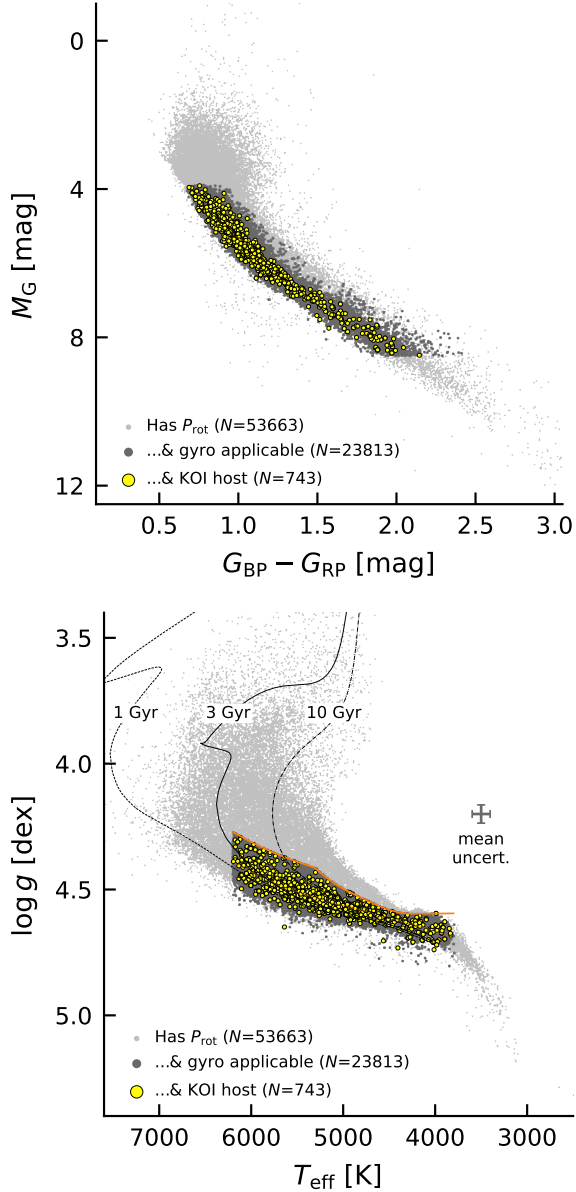 0
4
8
12
M_G [mag]
Has P_rot (N=53663)
...& gyro applicable (N=23813)
...& KOI host (N=743)
0.5 1.0 1.5 2.0 2.5 3.0
G_BP − G_RP [mag]
3.5
4.0
4.5
5.0
log g [dex]
1 Gyr 3 Gyr 10 Gyr
mean
uncert.
Has P_rot (N=53663)
...& gyro applicable (N=23813)
...& KOI host (N=743)
7000 6000 5000 4000 3000
T_eff [K]